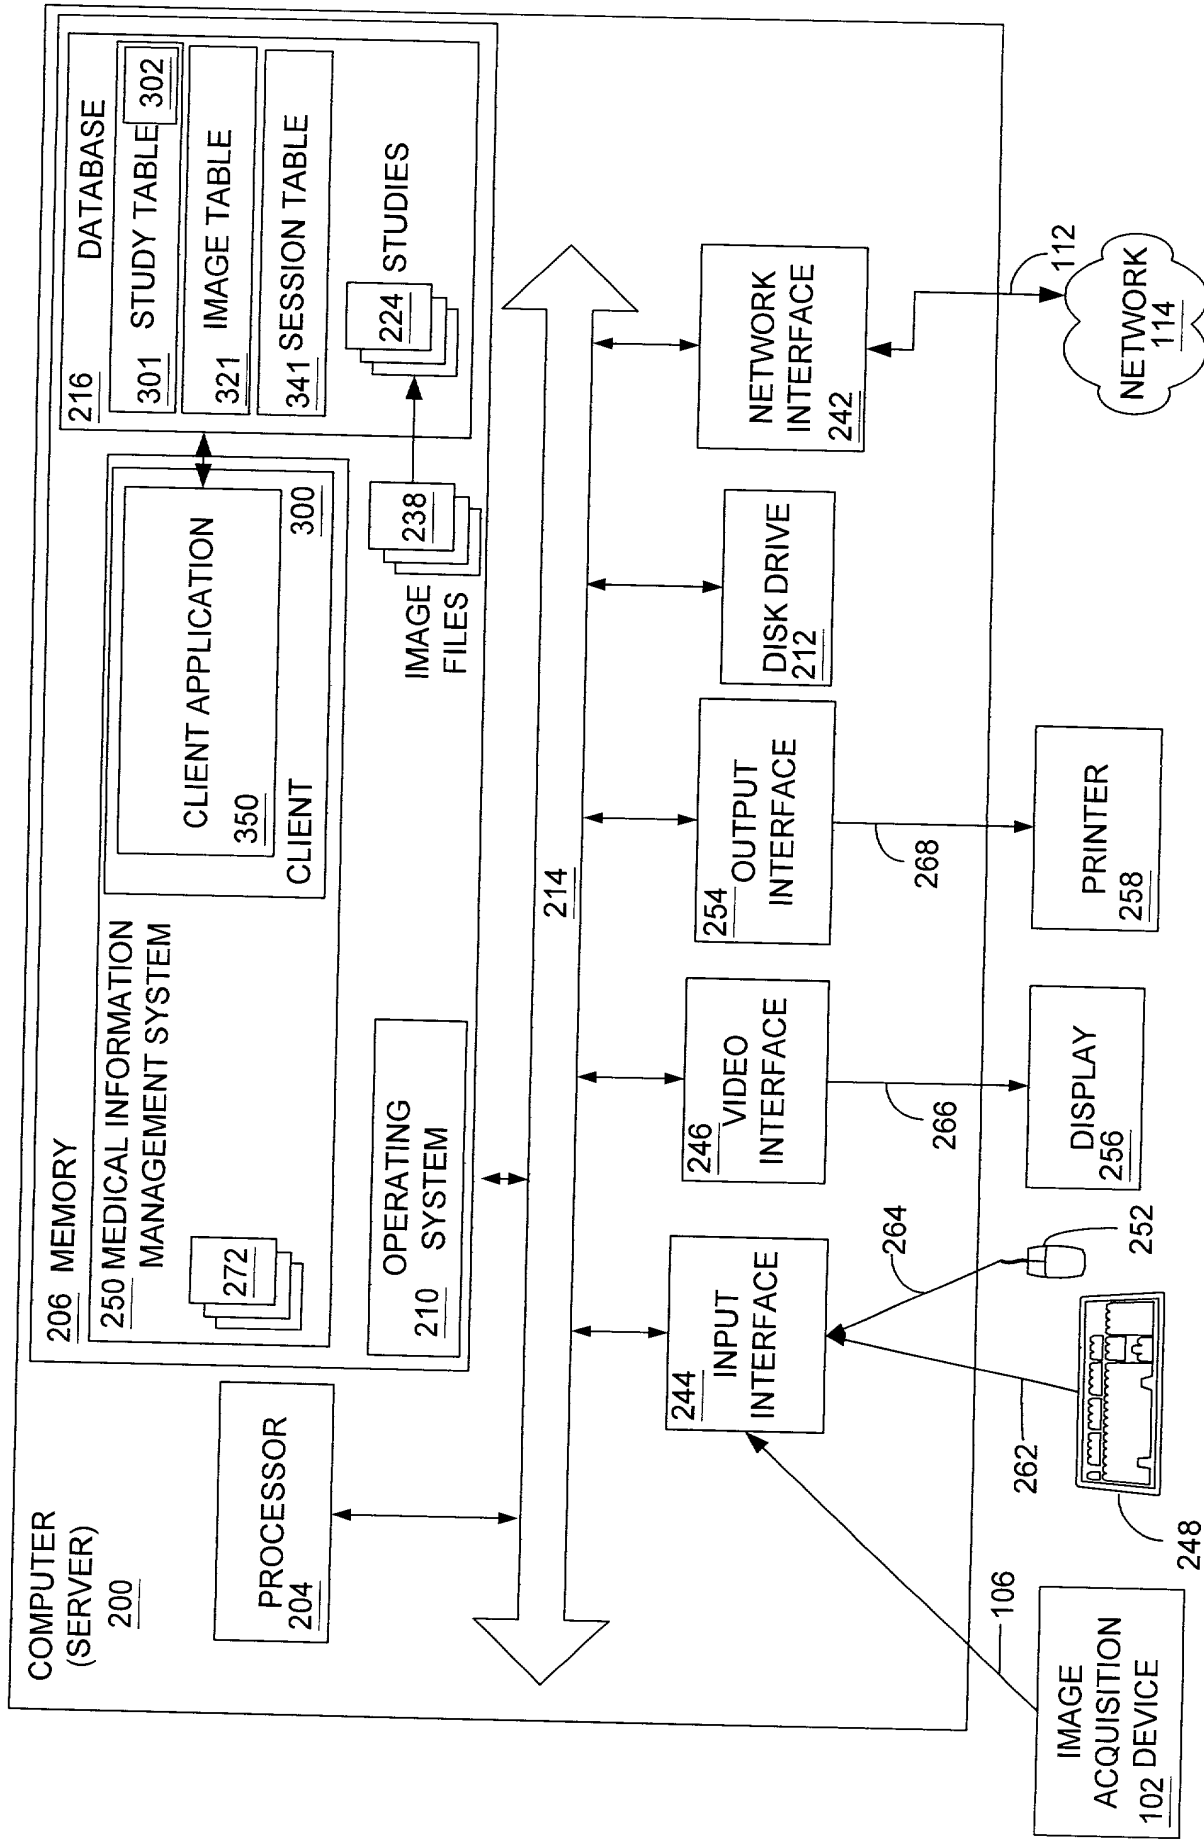 COMPUTER
(SERVER)
200
PROCESSOR
204
206 MEMORY
250 MEDICAL INFORMATION
MANAGEMENT SYSTEM
272
CLIENT APPLICATION
350
CLIENT
300
OPERATING
SYSTEM
210
IMAGE
FILES
238
216
DATABASE
301 STUDY TABLE
302
321 IMAGE TABLE
341 SESSION TABLE
224
STUDIES
214
244
INPUT
INTERFACE
246
VIDEO
INTERFACE
254
OUTPUT
INTERFACE
DISK DRIVE
212
NETWORK
INTERFACE
242
106
262
264
266
268
112
IMAGE
ACQUISITION
102 DEVICE
248
252
DISPLAY
256
PRINTER
258
NETWORK
114